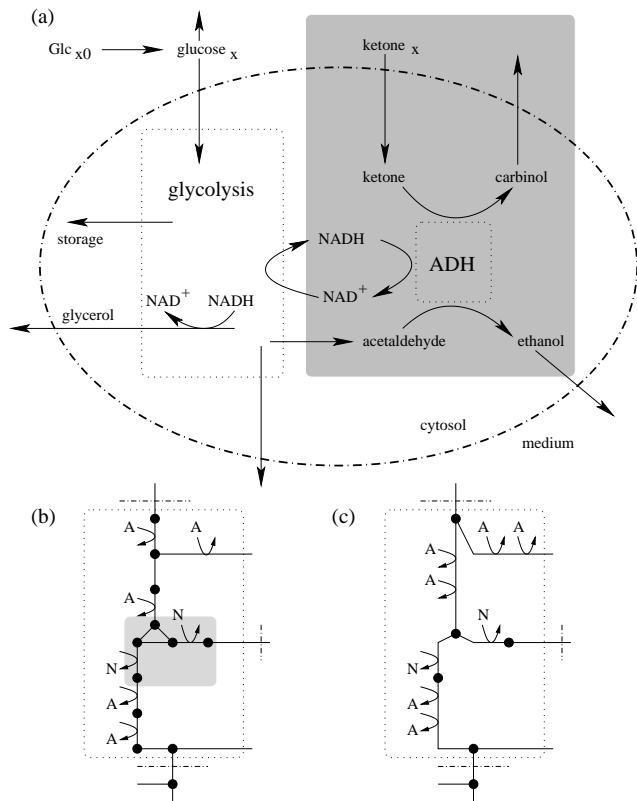 (a)
Glc x0
glucose x
ketone x
glycolysis
ketone
carbinol
storage
NADH
ADH
NAD+
NADH
NAD+
glycerol
acetaldehyde
ethanol
cytosol
medium
(b)
(c)
A
A
A
N
N
A
A
A
A
A
A
N
N
A
A